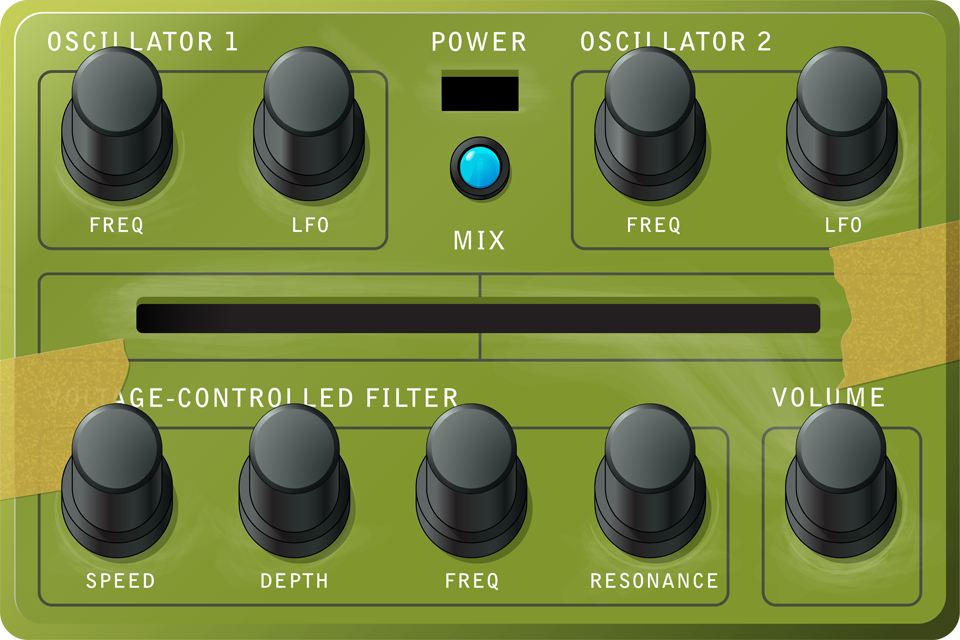 OSCILLATOR 1
POWER
OSCILLATOR 2
FREQ
LFO
FREQ
LFO
MIX
VOLTAGE-CONTROLLED FILTER
VOLUME
SPEED
DEPTH
FREQ
RESONANCE